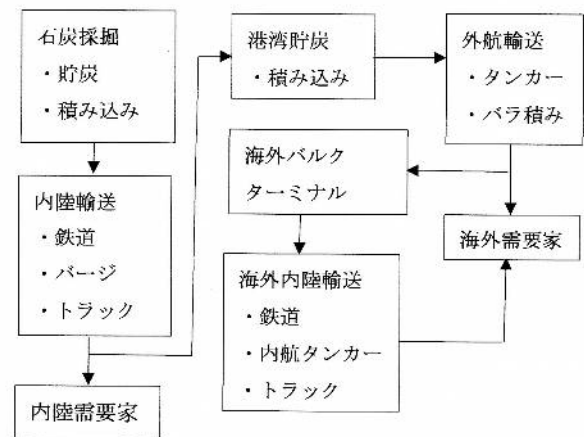 石炭採掘
・貯炭
・積み込み
内陸輸送
・鉄道
・バージ
・トラック
内陸需要家
港湾貯炭
・積み込み
外航輸送
・タンカー
・バラ積み
海外バルク
ターミナル
海外内陸輸送
・鉄道
・内航タンカー
・トラック
海外需要家